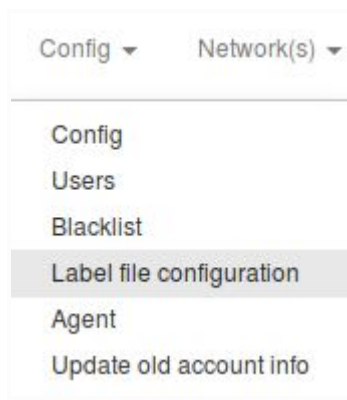 Config Network(s)
Config
Users
Blacklist
Label file configuration
Agent
Update old account info